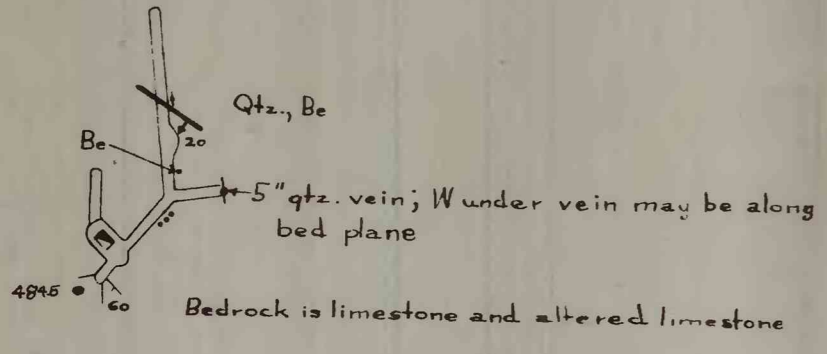 Qtz., Be
20
Be
5" qtz. vein; W under vein may be along
bed plane
4845
60
Bedrock is limestone and altered limestone